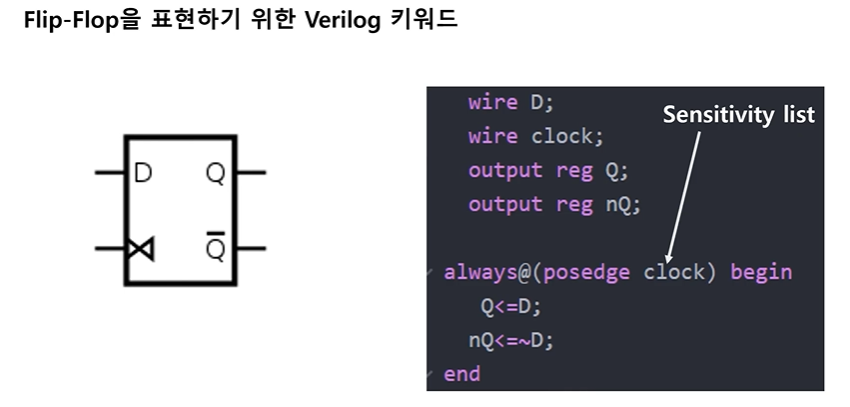 Flip-Flop을 표현하기 위한 Verilog 키워드
D Q
Q̅
wire D;
Sensitivity list
wire clock;
output reg Q;
output reg nQ;
always@(posedge clock) begin
Q<=D;
nQ<=~D;
end